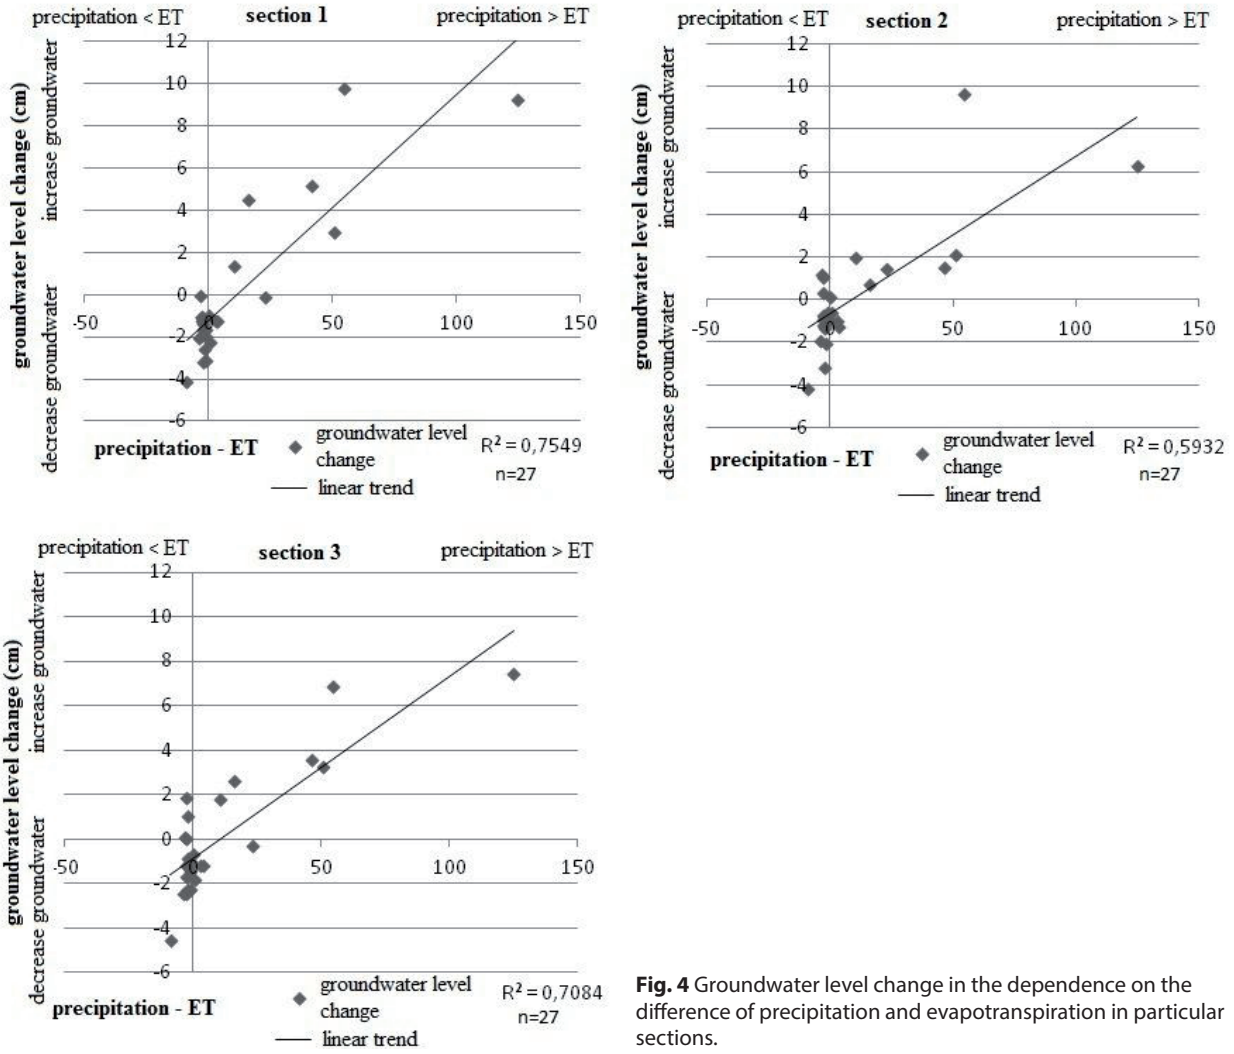 precipitation < ET section 1 precipitation > ET
12
10
8
6
4
2
0
-2
-4
-6
-50 0 50 100 150
groundwater level change (cm)
increase groundwater
decrease groundwater
precipitation - ET
groundwater level
change
linear trend
R² = 0,7549
n=27
precipitation < ET section 2 precipitation > ET
12
10
8
6
4
2
0
-2
-4
-6
-50 0 50 100 150
groundwater level change (cm)
increase groundwater
decrease groundwater
precipitation - ET
groundwater level
change
linear trend
R² = 0,5932
n=27
precipitation < ET section 3 precipitation > ET
12
10
8
6
4
2
0
-2
-4
-6
-50 0 50 100 150
groundwater level change (cm)
increase groundwater
decrease groundwater
precipitation - ET
groundwater level
change
linear trend
R² = 0,7084
n=27
Fig. 4 Groundwater level change in the dependence on the
difference of precipitation and evapotranspiration in particular
sections.